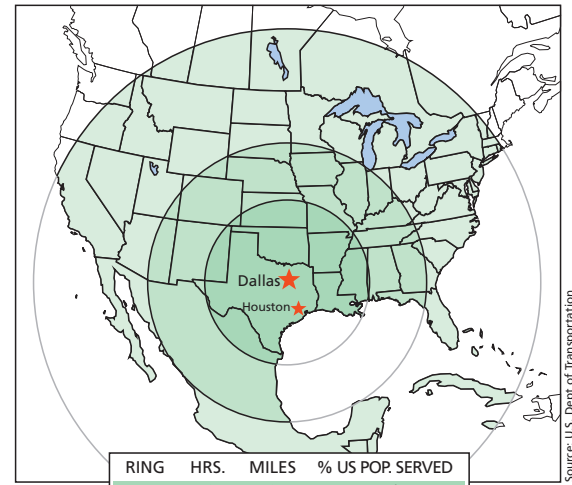 Dallas
Houston
RING HRS. MILES % US POP. SERVED
Source: U.S. Dept of Transportation